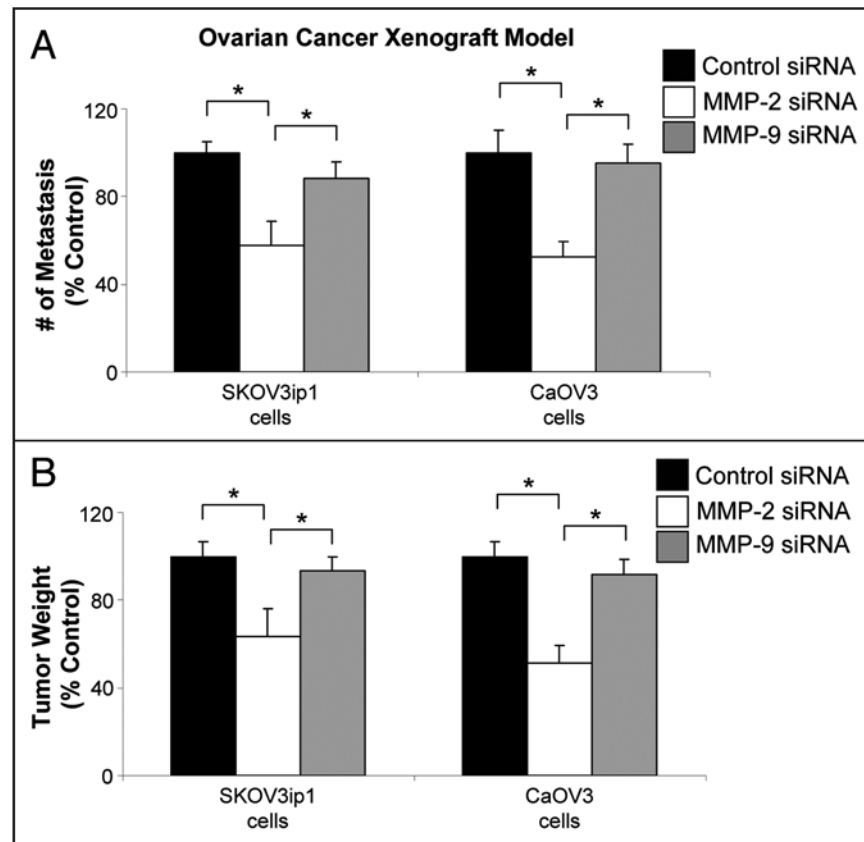 A
Ovarian Cancer Xenograft Model
Control siRNA
MMP-2 siRNA
MMP-9 siRNA
# of Metastasis
(% Control)
120
80
40
0
*
*
*
*
SKOV3ip1
cells
CaOV3
cells
B
Control siRNA
MMP-2 siRNA
MMP-9 siRNA
Tumor Weight
(% Control)
120
80
40
0
*
*
*
*
SKOV3ip1
cells
CaOV3
cells